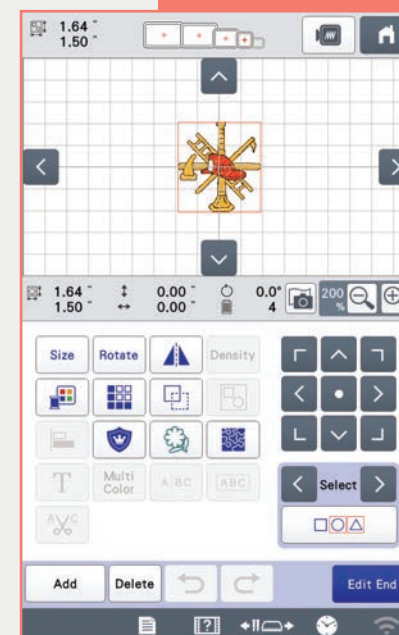 1.64 "
1.50 "
1.64 " 0.00 " 0.0°
1.50 " 0.00 " 4
200
%
Size Rotate Density
T Multi Color A BC ABC
Select
A C
Add Delete Edit End